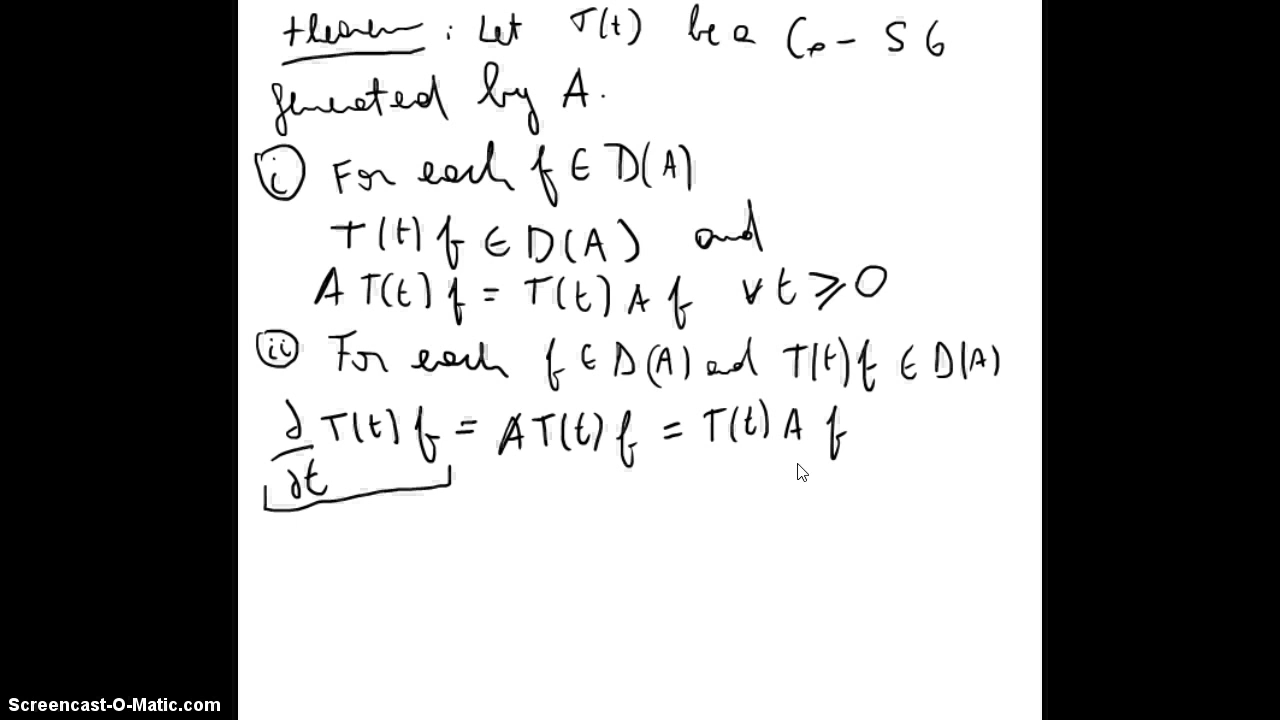 theorem : Let T(t) be a C₀ - SG
generated by A.
(i) For each f ∈ D(A)
T(t) f ∈ D(A) and
A T(t) f = T(t) A f ∀ t ⩾ 0
(ii) For each f ∈ D(A) and T(t) f ∈ D(A)
∂/∂t T(t) f = A T(t) f = T(t) A f
Screencast-O-Matic.com